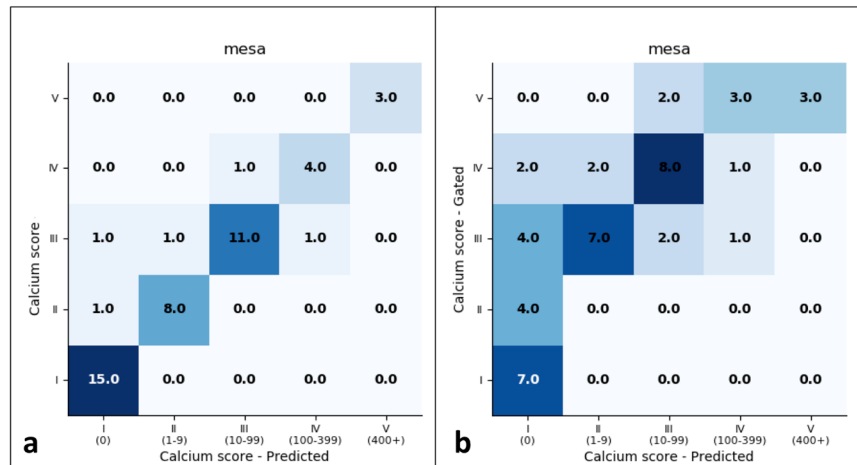 mesa
Calcium score
V 0.0 0.0 0.0 0.0 3.0
IV 0.0 0.0 1.0 4.0 0.0
III 1.0 1.0 11.0 1.0 0.0
II 1.0 8.0 0.0 0.0 0.0
I 15.0 0.0 0.0 0.0 0.0
I II III IV V
(0) (1-9) (10-99) (100-399) (400+)
Calcium score - Predicted
a
mesa
Calcium score - Gated
V 0.0 0.0 2.0 3.0 3.0
IV 2.0 2.0 8.0 1.0 0.0
III 4.0 7.0 2.0 1.0 0.0
II 4.0 0.0 0.0 0.0 0.0
I 7.0 0.0 0.0 0.0 0.0
I II III IV V
(0) (1-9) (10-99) (100-399) (400+)
Calcium score - Predicted
b